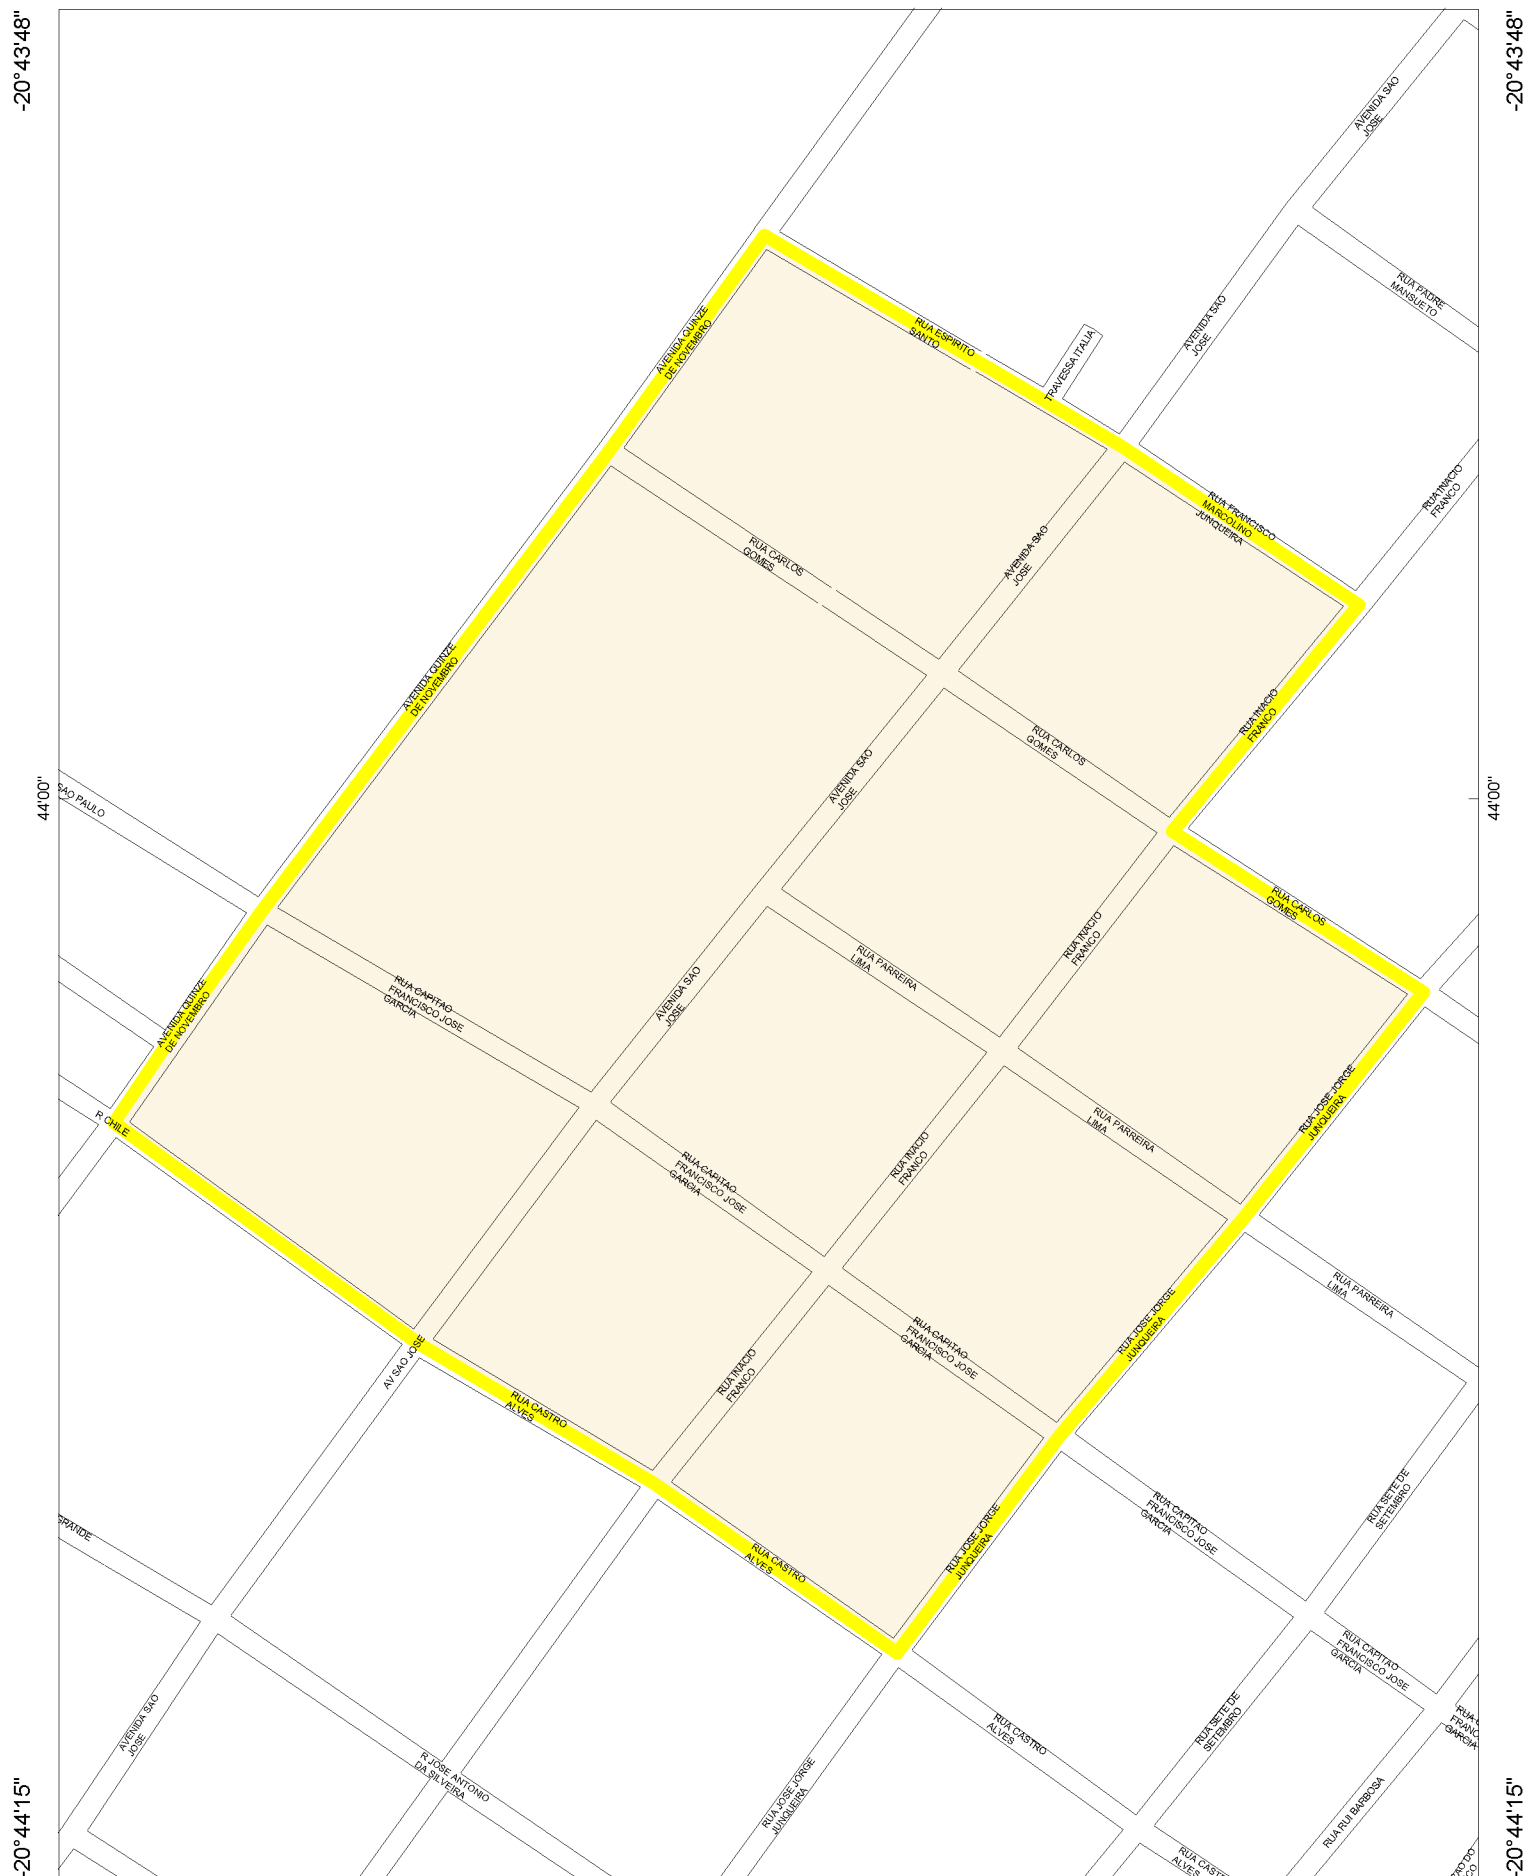 -20°43'48"
-20°43'48"
AVENIDA SAO
JOSE
RUA PADRE
MANSUETO
AVENIDA SAO
JOSE
AVENIDA QUINZE
DE NOVEMBRO
RUA ESPIRITO
SANTO
TRAVESSA ITALIA
RUA INACIO
FRANCO
RUA FRANCISCO
MARCOLINO
JUNQUEIRA
RUA CARLOS
GOMES
AVENIDA SAO
JOSE
AVENIDA QUINZE
DE NOVEMBRO
RUA INACIO
FRANCO
RUA CARLOS
GOMES
AVENIDA SAO
JOSE
44'00"
44'00"
SAO PAULO
RUA CARLOS
GOMES
RUA INACIO
FRANCO
RUA PARREIRA
LIMA
AVENIDA SAO
JOSE
RUA CAPITAO
FRANCISCO JOSE
GARCIA
AVENIDA QUINZE
DE NOVEMBRO
RUA JOSE JORGE
JUNQUEIRA
R CHILE
RUA PARREIRA
LIMA
RUA INACIO
FRANCO
RUA CAPITAO
FRANCISCO JOSE
GARCIA
RUA PARREIRA
LIMA
RUA JOSE JORGE
JUNQUEIRA
RUA CAPITAO
FRANCISCO JOSE
GARCIA
AV SAO JOSE
RUA INACIO
FRANCO
RUA CASTRO
ALVES
RUA SETE DE
SETEMBRO
RUA CAPITAO
FRANCISCO JOSE
GARCIA
GRANDE
RUA JOSE JORGE
JUNQUEIRA
RUA CASTRO
ALVES
RUA CAPITAO
FRANCISCO JOSE
GARCIA
AVENIDA SAO
JOSE
RUA SETE DE
SETEMBRO
RUA CASTRO
ALVES
FRANC
GARCIA
R JOSE ANTONIO
DA SILVEIRA
RUA JOSE JORGE
JUNQUEIRA
RUA RUI BARBOSA
-20°44'15"
-20°44'15"
RUA CAST
ALVES